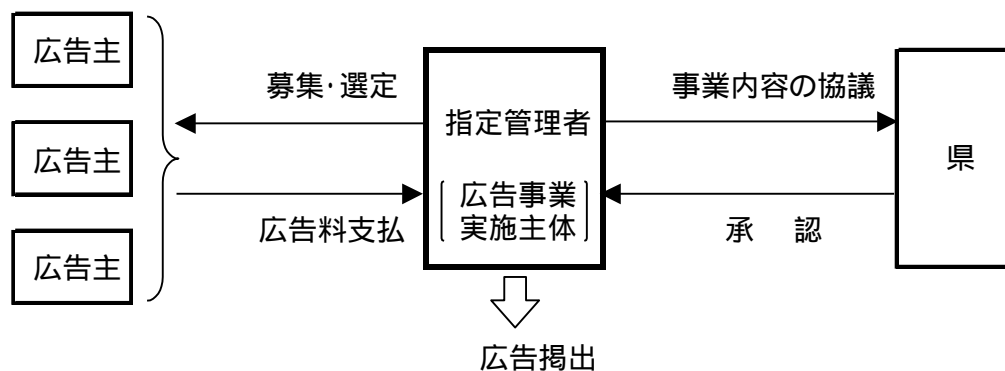 広告主
広告主
広告主
募集・選定
広告料支払
指定管理者
広告事業
実施主体
事業内容の協議
承 認
県
広告掲出